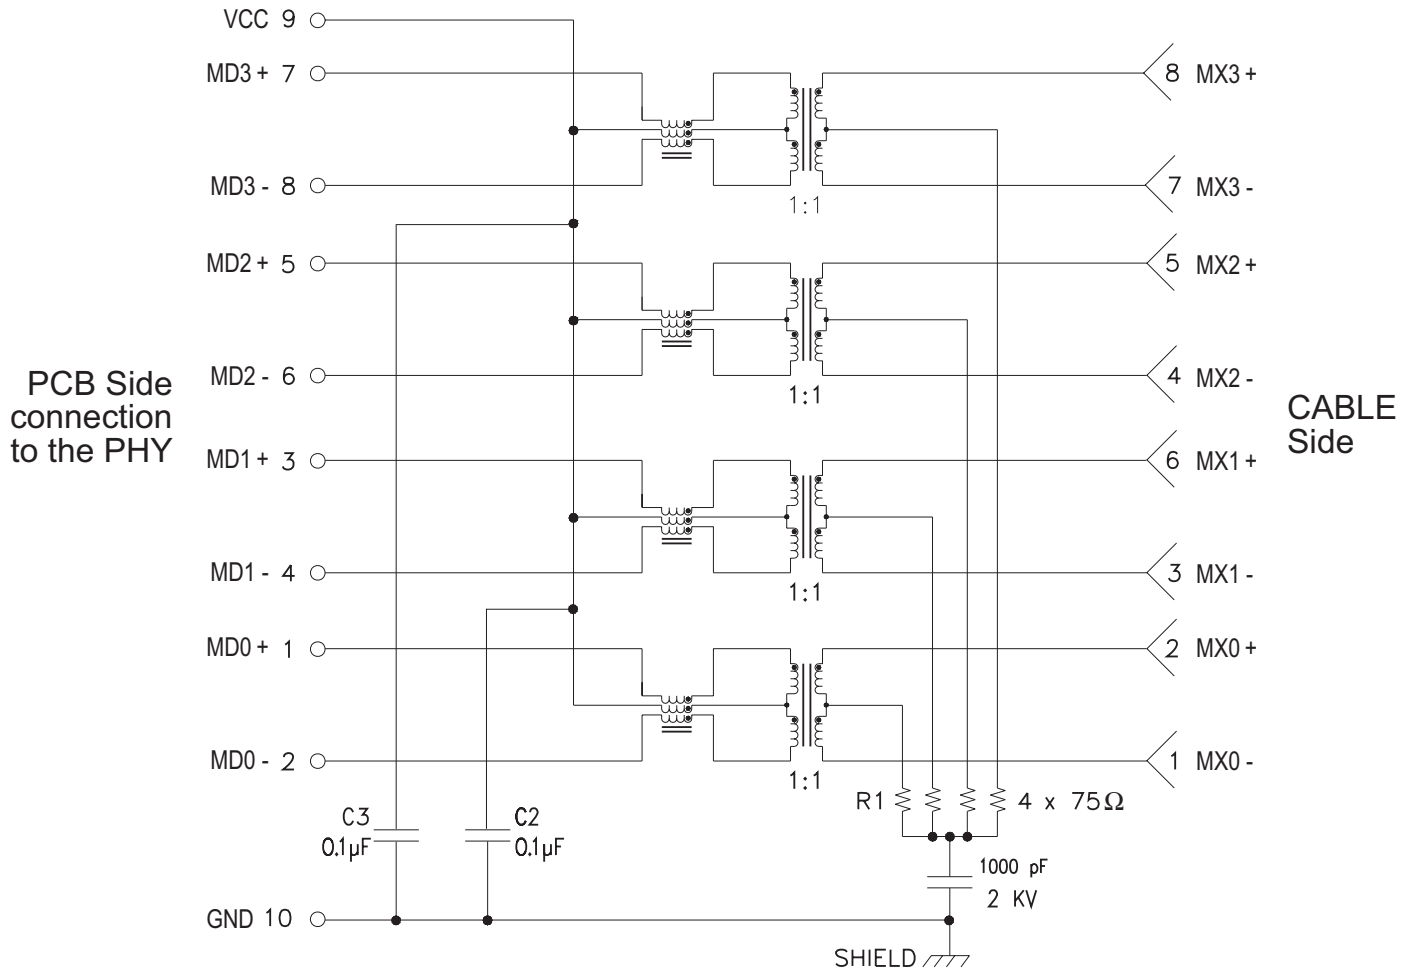 VCC 9
MD3 + 7
8 MX3 +
MD3 - 8
7 MX3 -
1:1
MD2 + 5
5 MX2 +
MD2 - 6
4 MX2 -
1:1
PCB Side
connection
to the PHY
CABLE
Side
MD1 + 3
6 MX1 +
MD1 - 4
3 MX1 -
1:1
MD0 + 1
2 MX0 +
MD0 - 2
1 MX0 -
1:1
R1
4 x 75Ω
C3
0.1µF
C2
0.1µF
1000 pF
2 KV
GND 10
SHIELD